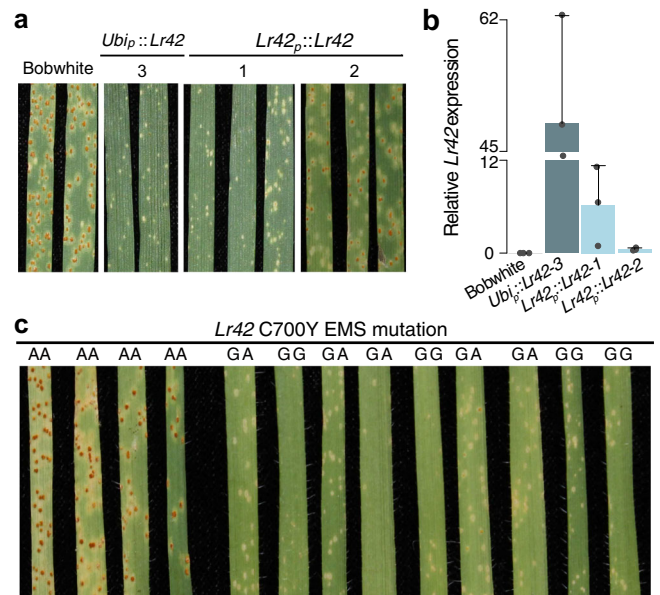 a
Ubip::Lr42 Lr42p::Lr42
Bobwhite 3 1 2
b
62
45
12
0
Relative Lr42 expression
Bobwhite
Ubip::Lr42-3
Lr42p::Lr42-1
Lr42p::Lr42-2
c
Lr42 C700Y EMS mutation
AA AA AA AA GA GG GA GA GG GA GA GG GG